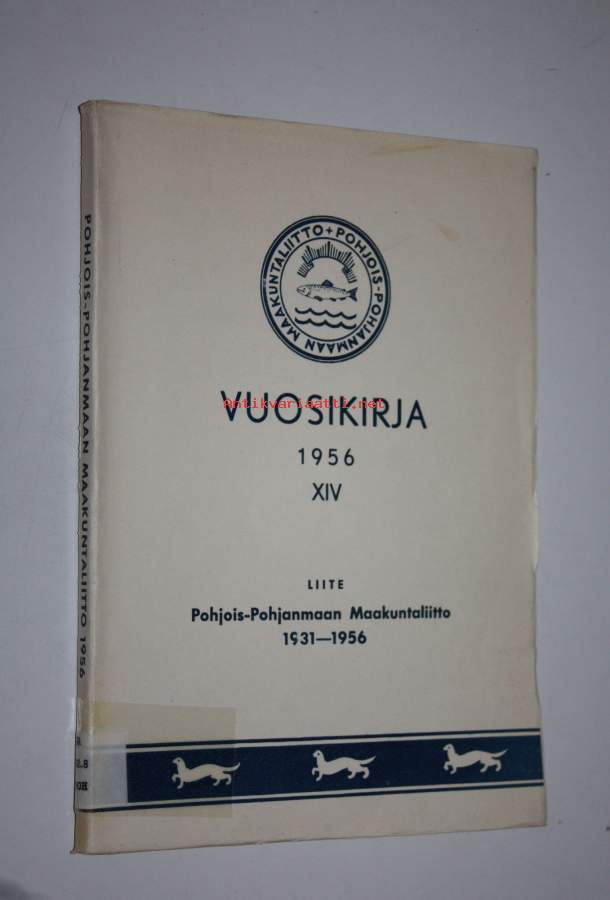 POHJOIS-POHJANMAAN MAAKUNTALIITTO 1956
POHJOIS-POHJANMAAN MAAKUNTALIITTO+
VUOSIKIRJA
Antikvariaatti.net
1956
XIV
LIITE
Pohjois-Pohjanmaan Maakuntaliitto
1931—1956